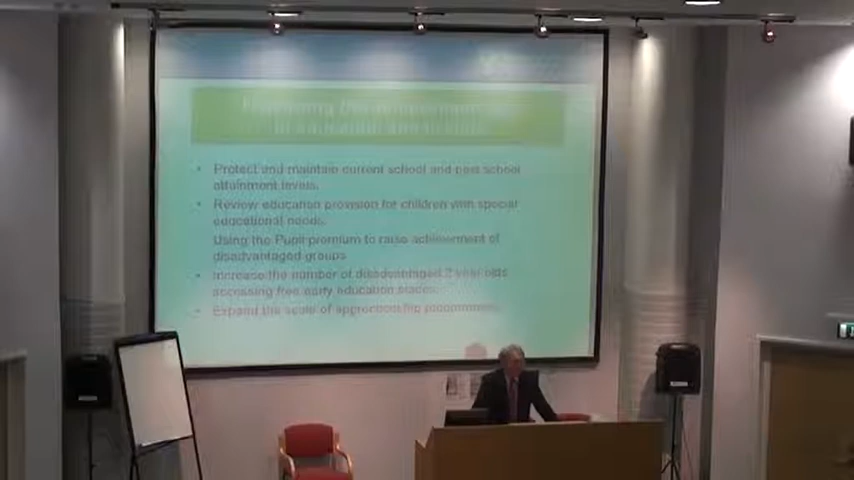 • Protect and maintain current school and post school
attainment levels.
• Review education provision for children with special
educational needs.
Using the Pupil premium to raise achievement of
disadvantaged groups
• Increase the number of disadvantaged 2 year olds
accessing free early education places.
• Expand the scale of apprenticeship programmes.